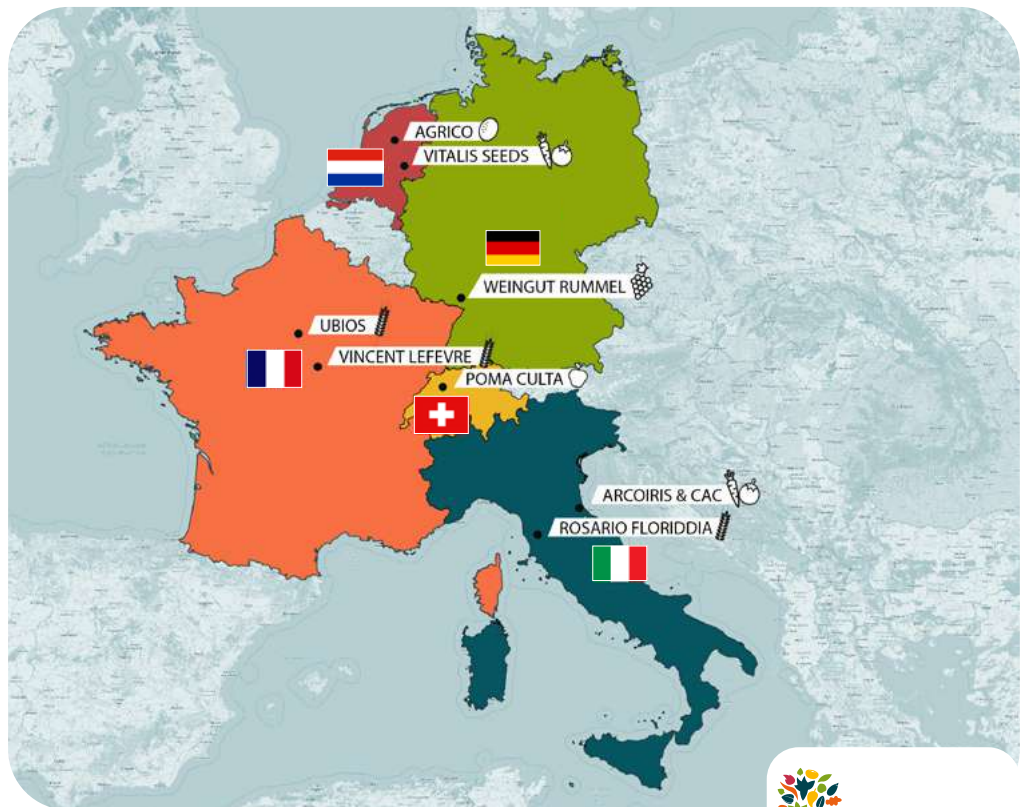 AGRICO
VITALIS SEEDS
WEINGUT RUMMEL
UBIOS
VINCENT LEFEVRE
POMA CULTA
ARCOIRIS & CAC
ROSARIO FLORIDDIA